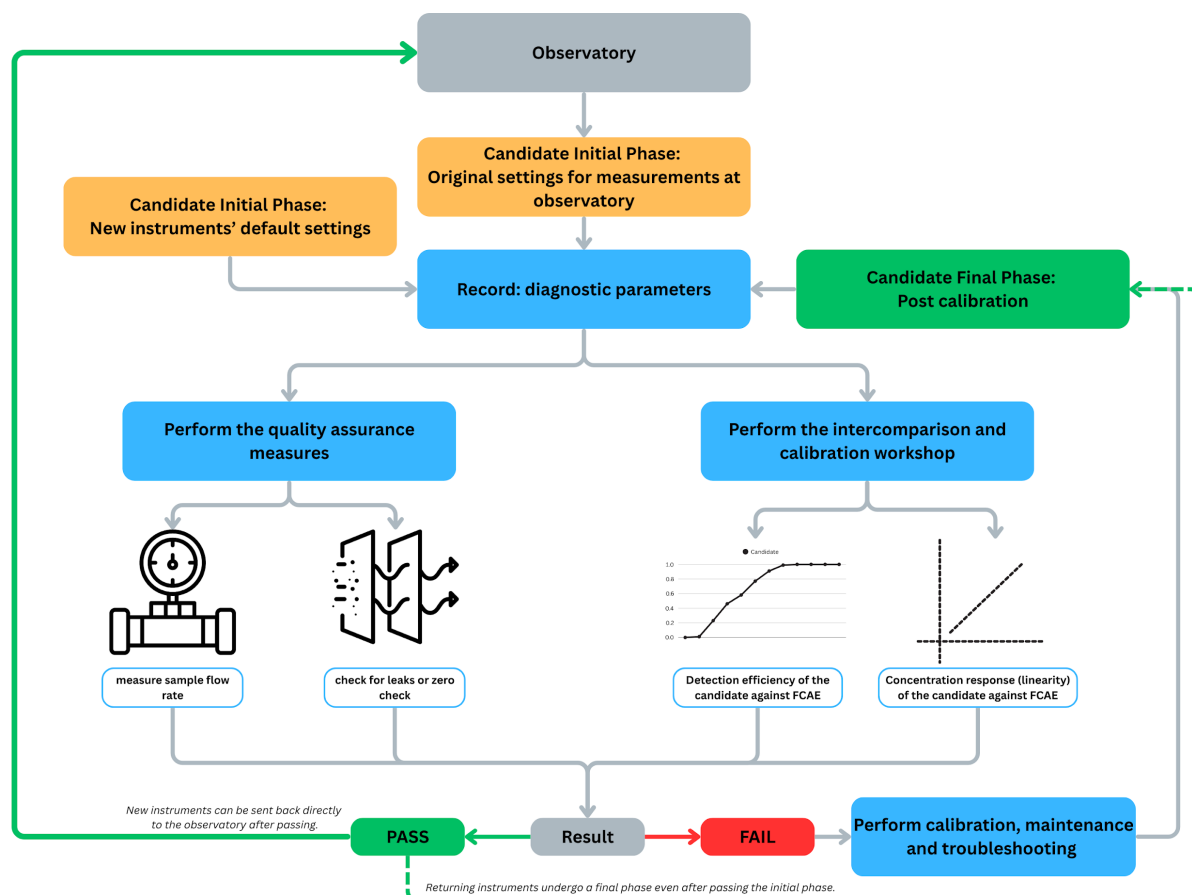 Observatory
Candidate Initial Phase:
Original settings for measurements at
observatory
Candidate Initial Phase:
New instruments’ default settings
Record: diagnostic parameters
Candidate Final Phase:
Post calibration
Perform the quality assurance
measures
Perform the intercomparison and
calibration workshop
Candidate
1.0
0.8
0.6
0.4
0.2
0.0
measure sample flow
rate
check for leaks or zero
check
Detection efficiency of the
candidate against FCAE
Concentration response (linearity)
of the candidate against FCAE
New instruments can be sent back directly
to the observatory after passing.
PASS
Result
FAIL
Perform calibration, maintenance
and troubleshooting
Returning instruments undergo a final phase even after passing the initial phase.